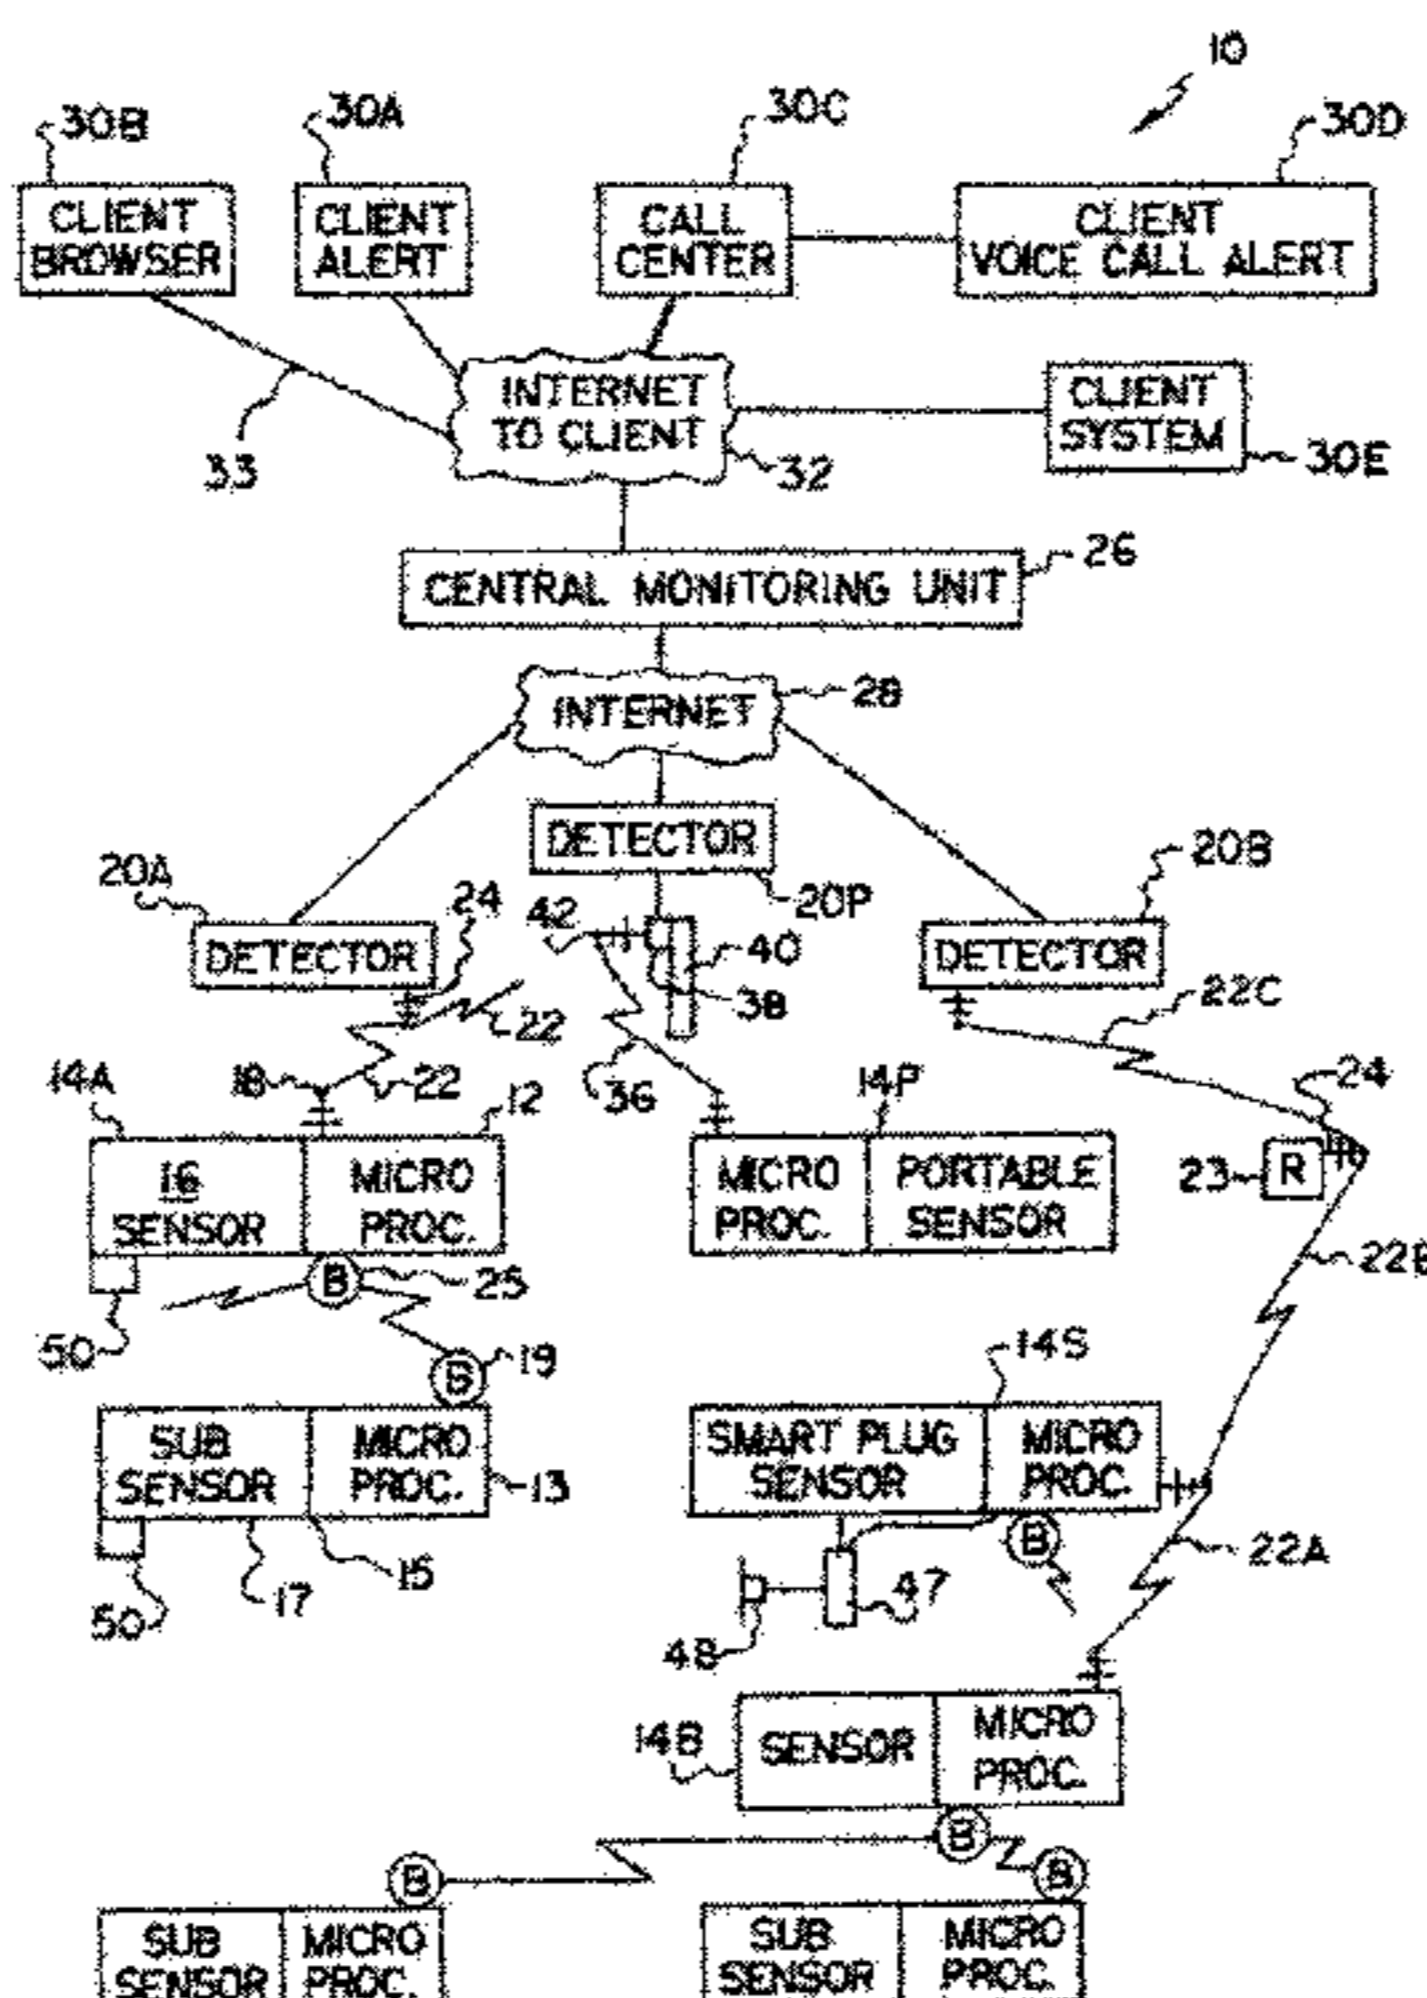 10
30B
30A
30C
30D
CLIENT
BROWSER
CLIENT
ALERT
CALL
CENTER
CLIENT
VOICE CALL ALERT
INTERNET
TO CLIENT
CLIENT
SYSTEM
33
32
30E
CENTRAL MONITORING UNIT
26
INTERNET
28
DETECTOR
20A
24
42
20P
20B
DETECTOR
40
DETECTOR
38
22
22C
14A
18
22
12
36
14P
24
16
SENSOR
MICRO
PROC.
MICRO
PROC.
PORTABLE
SENSOR
23
R
B
25
22B
50
19
14S
B
SUB
SENSOR
MICRO
PROC.
13
SMART PLUG
SENSOR
MICRO
PROC.
B
22A
50
17
15
47
48
14B
SENSOR
MICRO
PROC.
B
B
B
SUB
SENSOR
MICRO
PROC.
SUB
SENSOR
MICRO
PROC.